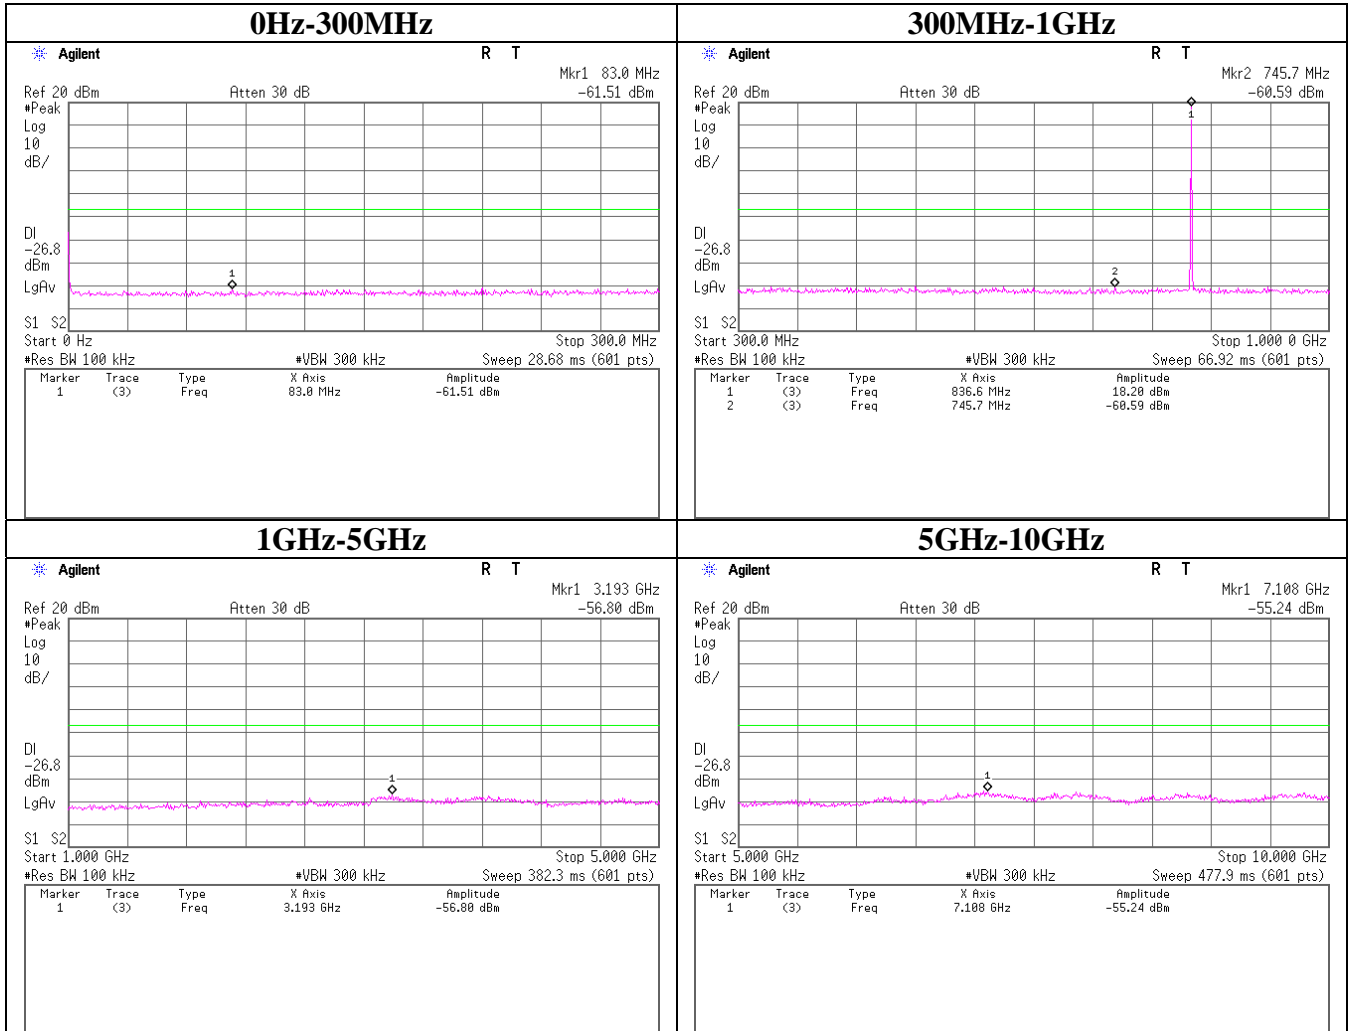 0Hz-300MHz
Agilent
R T
Mkr1 83.0 MHz
Ref 20 dBm Atten 30 dB -61.51 dBm
#Peak
Log
10
dB/
1
DI
-26.8
dBm
LgAv
S1 S2
Start 0 Hz Stop 300.0 MHz
#Res BW 100 kHz #VBW 300 kHz Sweep 28.68 ms (601 pts)
Marker Trace Type X Axis Amplitude
1 (3) Freq 83.0 MHz -61.51 dBm
300MHz-1GHz
Agilent
R T
Mkr2 745.7 MHz
Ref 20 dBm Atten 30 dB -60.59 dBm
#Peak
Log
10
dB/
1
DI
-26.8
dBm
2
LgAv
S1 S2
Start 300.0 MHz Stop 1.000 0 GHz
#Res BW 100 kHz #VBW 300 kHz Sweep 66.92 ms (601 pts)
Marker Trace Type X Axis Amplitude
1 (3) Freq 836.6 MHz 18.20 dBm
2 (3) Freq 745.7 MHz -60.59 dBm
1GHz-5GHz
Agilent
R T
Mkr1 3.193 GHz
Ref 20 dBm Atten 30 dB -56.80 dBm
#Peak
Log
10
dB/
DI
-26.8
dBm
1
LgAv
S1 S2
Start 1.000 GHz Stop 5.000 GHz
#Res BW 100 kHz #VBW 300 kHz Sweep 382.3 ms (601 pts)
Marker Trace Type X Axis Amplitude
1 (3) Freq 3.193 GHz -56.80 dBm
5GHz-10GHz
Agilent
R T
Mkr1 7.108 GHz
Ref 20 dBm Atten 30 dB -55.24 dBm
#Peak
Log
10
dB/
DI
-26.8
dBm
1
LgAv
S1 S2
Start 5.000 GHz Stop 10.000 GHz
#Res BW 100 kHz #VBW 300 kHz Sweep 477.9 ms (601 pts)
Marker Trace Type X Axis Amplitude
1 (3) Freq 7.108 GHz -55.24 dBm